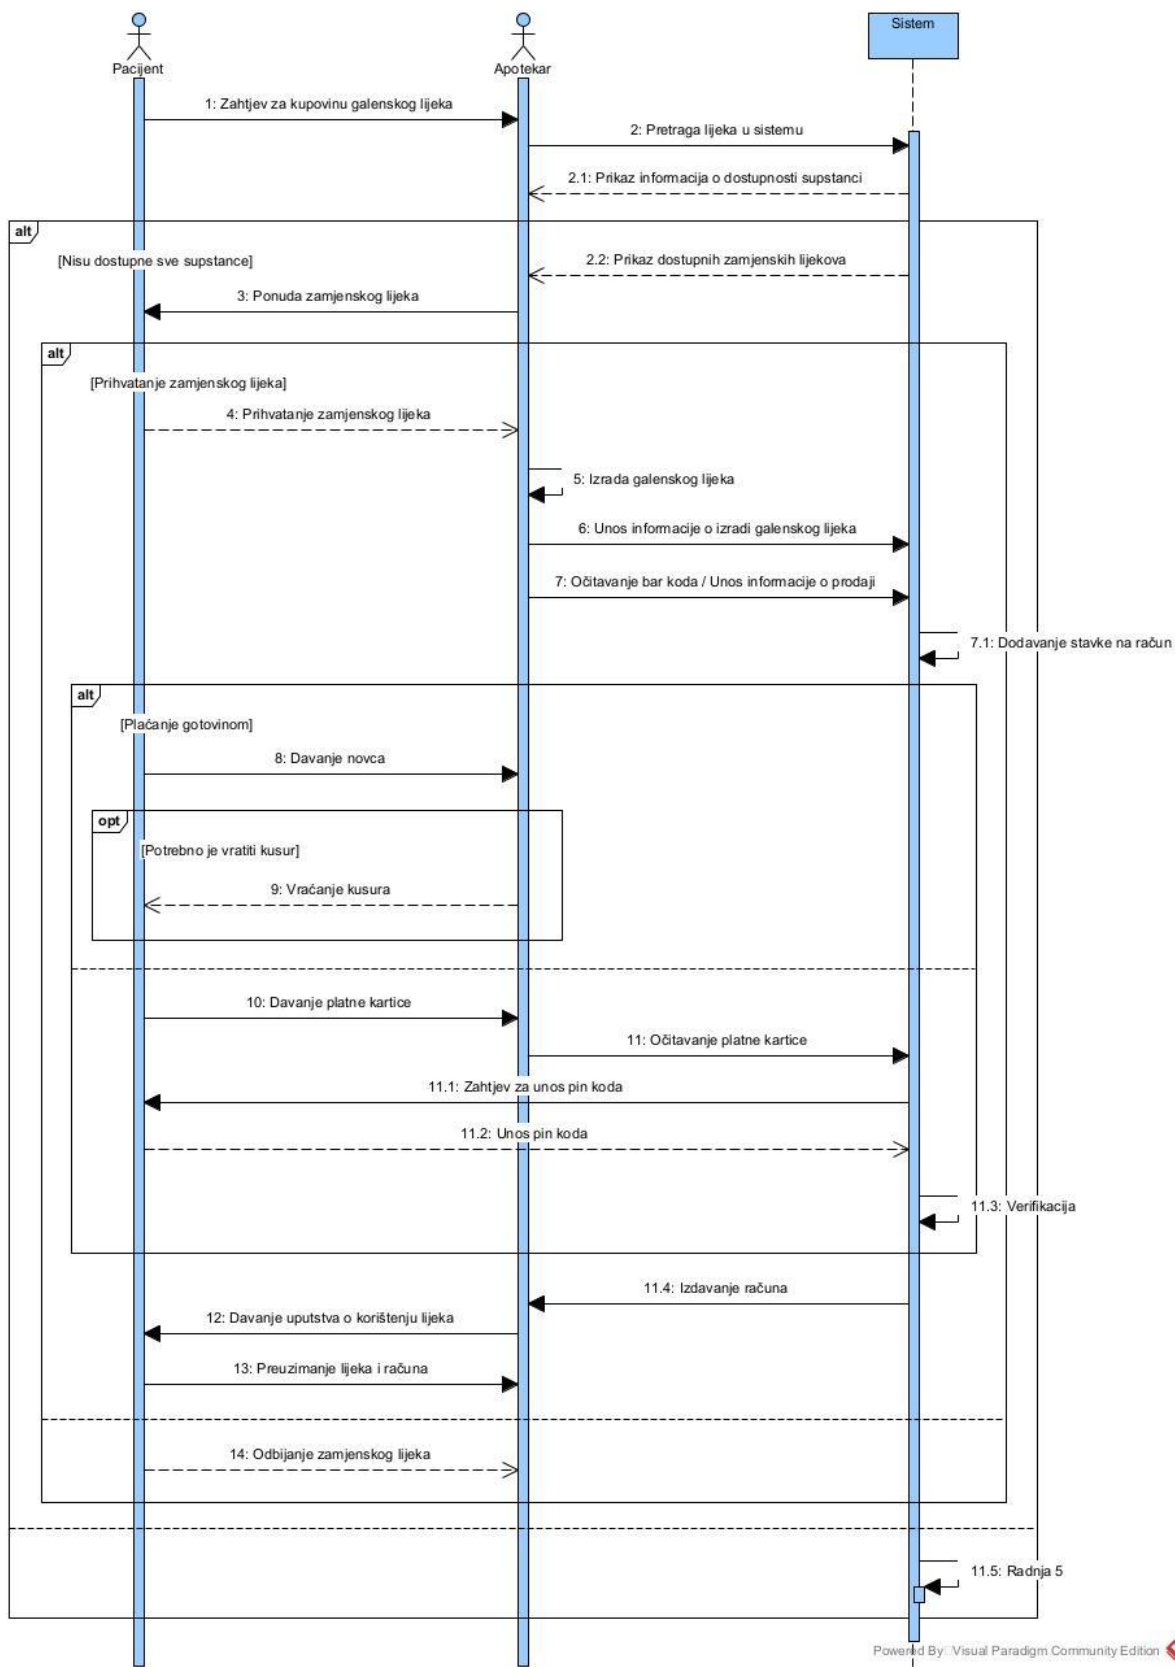 Pacijent
Apotekar
Sistem
1: Zahtjev za kupovinu galenskog lijeka
2: Pretraga lijeka u sistemu
2.1: Prikaz informacija o dostupnosti supstanci
alt
[Nisu dostupne sve supstance]
2.2: Prikaz dostupnih zamjenskih lijekova
3: Ponuda zamjenskog lijeka
alt
[Prihvatanje zamjenskog lijeka]
4: Prihvatanje zamjenskog lijeka
5: Izrada galenskog lijeka
6: Unos informacije o izradi galenskog lijeka
7: Očitavanje bar koda / Unos informacije o prodaji
7.1: Dodavanje stavke na račun
alt
[Plaćanje gotovinom]
8: Davanje novca
opt
[Potrebno je vratiti kusur]
9: Vraćanje kusura
10: Davanje platne kartice
11: Očitavanje platne kartice
11.1: Zahtjev za unos pin koda
11.2: Unos pin koda
11.3: Verifikacija
11.4: Izdavanje računa
12: Davanje uputstva o korištenju lijeka
13: Preuzimanje lijeka i računa
14: Odbijanje zamjenskog lijeka
11.5: Radnja 5
Powered By Visual Paradigm Community Edition